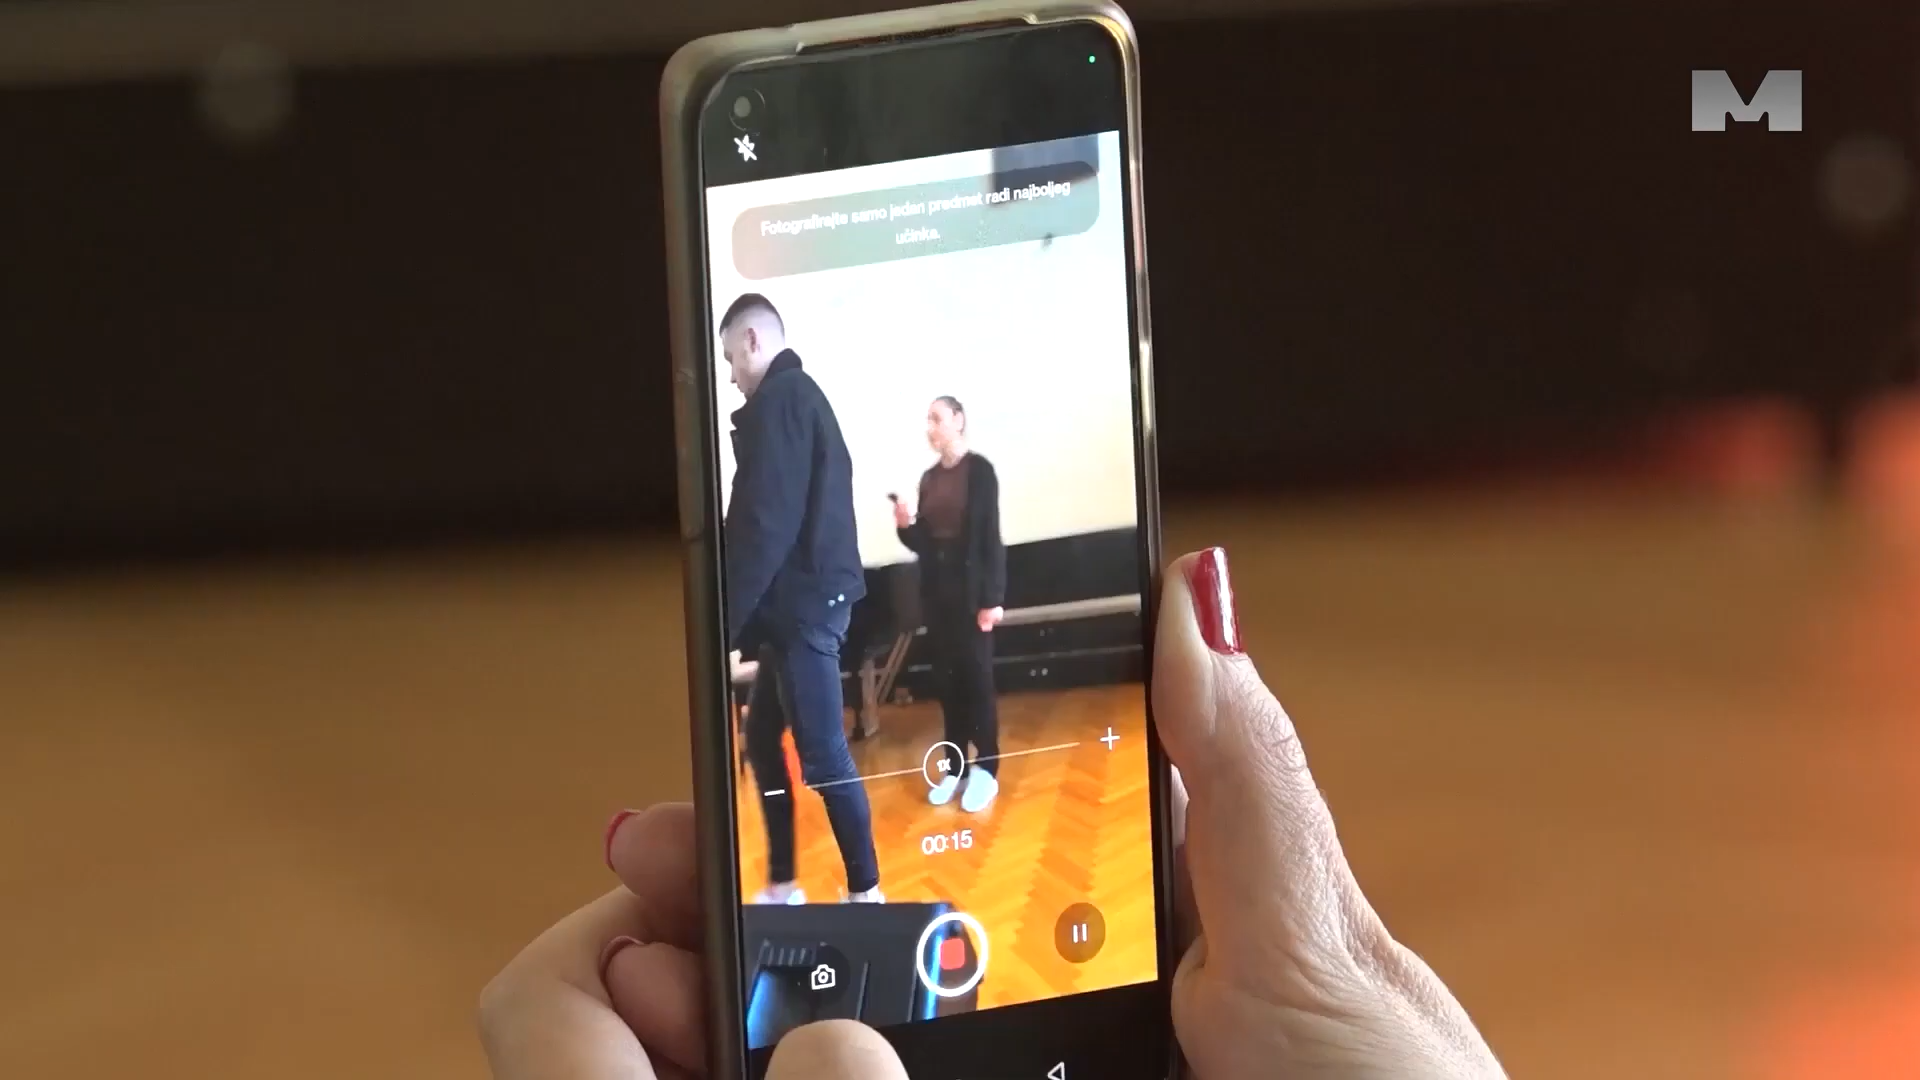 M
Fotografirajte samo jedan predmet radi najboljeg
učinka.
1X
00:15